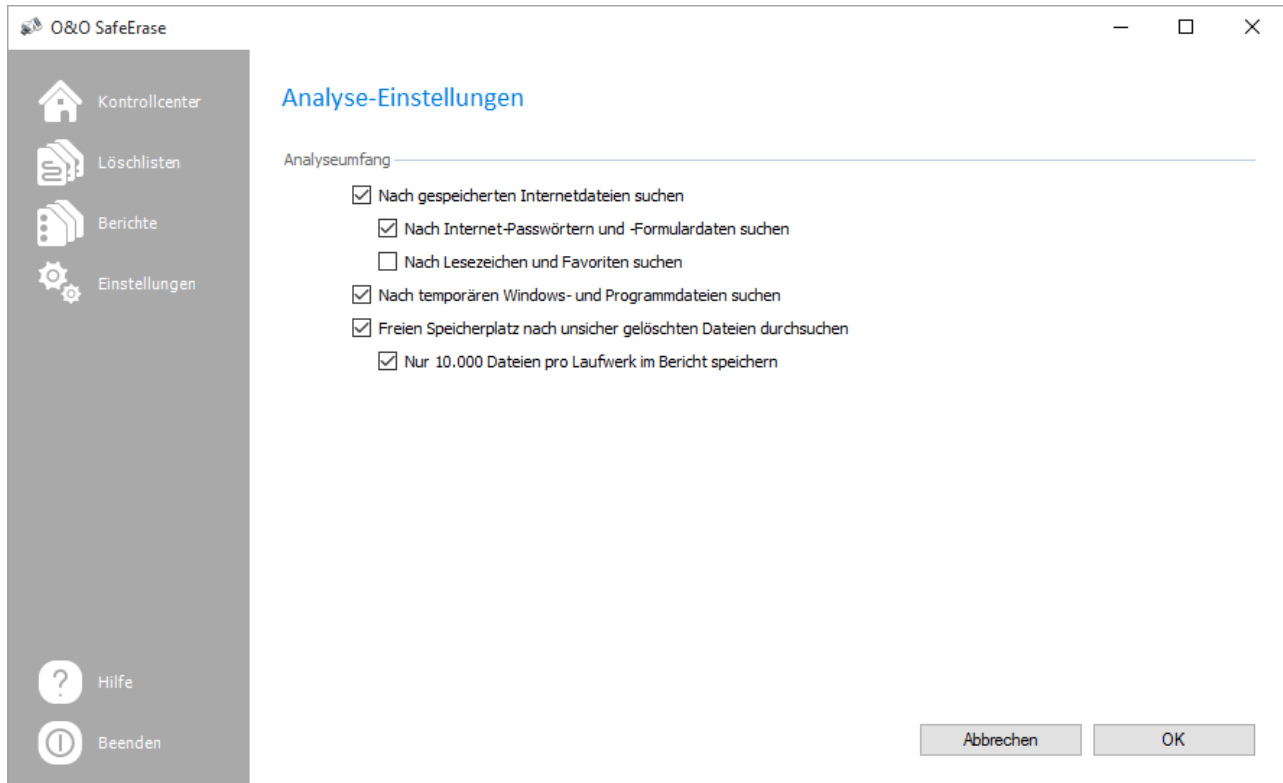 O&O SafeErase
Kontrollcenter
Löschlisten
Berichte
Einstellungen
Hilfe
Beenden
Analyse-Einstellungen
Analyseumfang
Nach gespeicherten Internetdateien suchen
Nach Internet-Passwörtern und -Formulardaten suchen
Nach Lesezeichen und Favoriten suchen
Nach temporären Windows- und Programmdateien suchen
Freien Speicherplatz nach unsicher gelöschten Dateien durchsuchen
Nur 10.000 Dateien pro Laufwerk im Bericht speichern
Abbrechen
OK